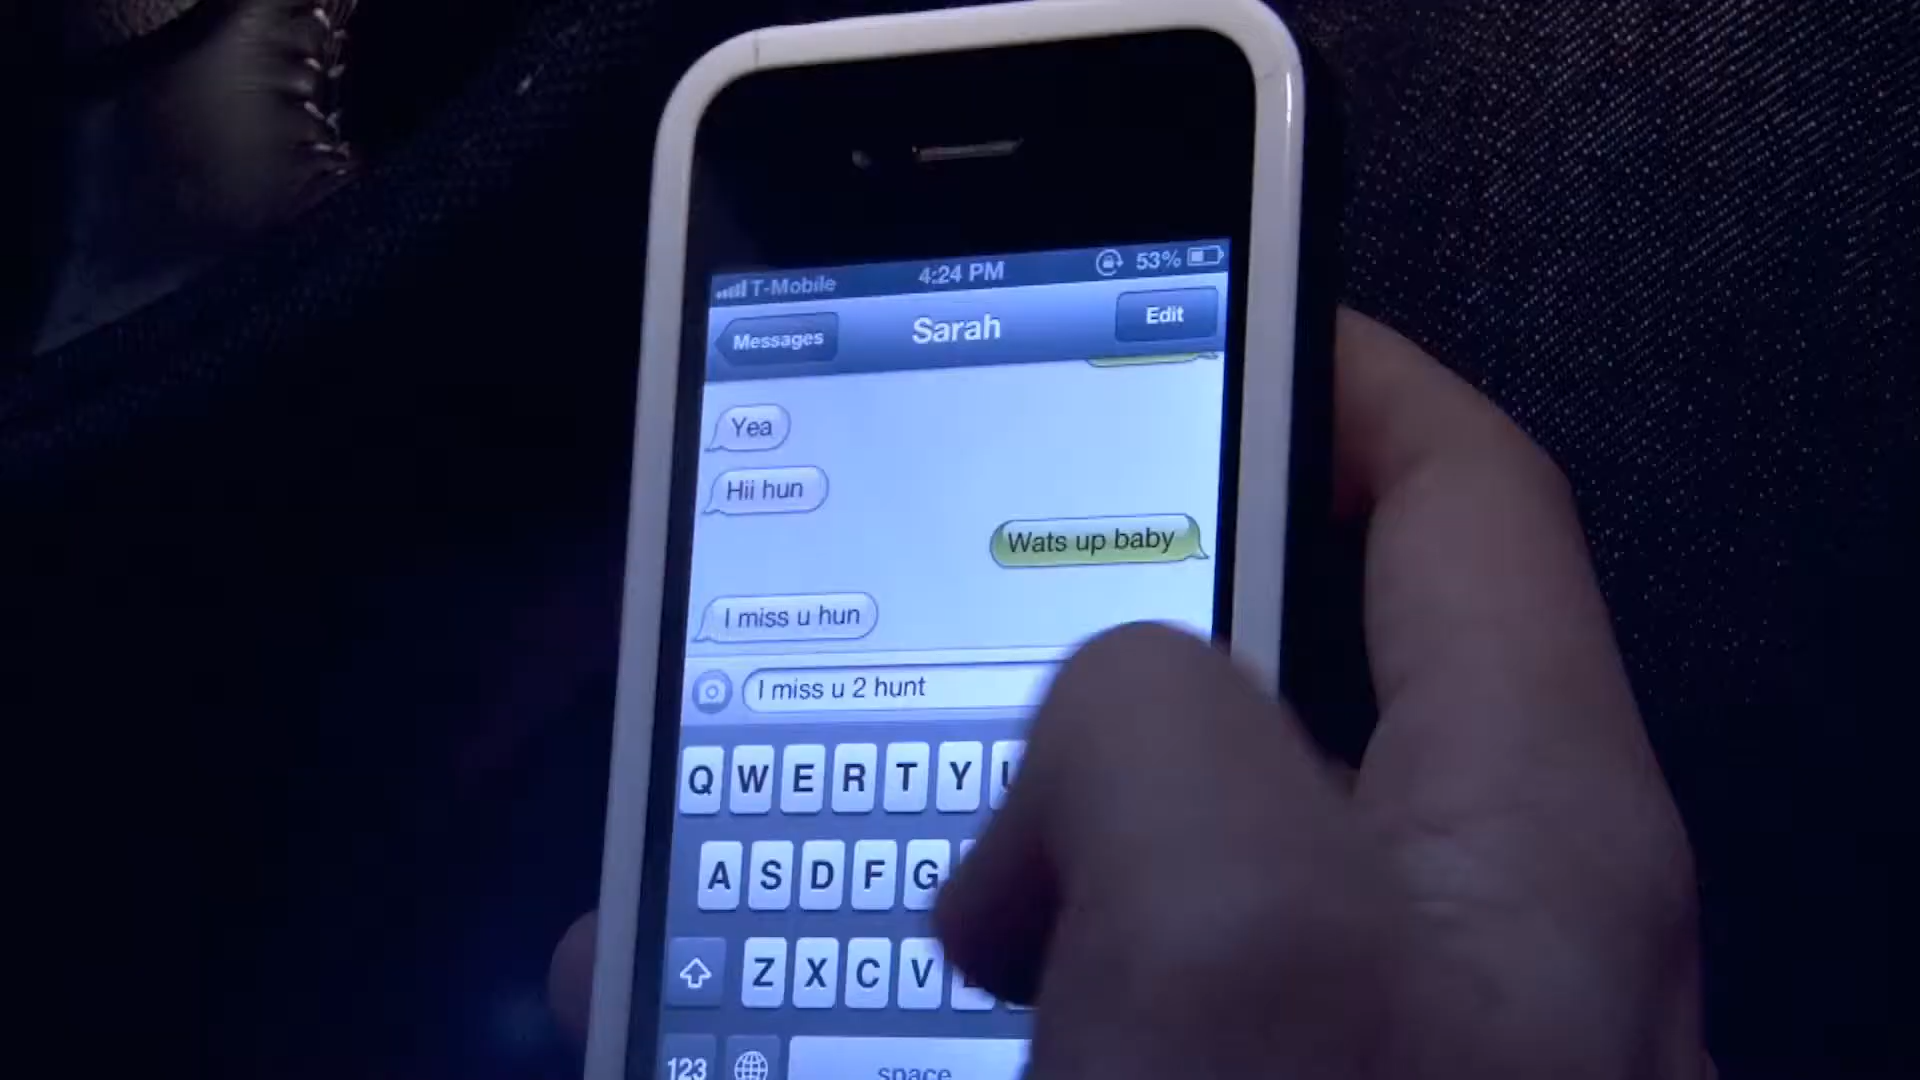 T-Mobile 4:24 PM 53%
Messages Sarah Edit
Yea
Hii hun
Wats up baby
I miss u hun
I miss u 2 hunt
Q W E R T Y U
A S D F G
Z X C V
123 space